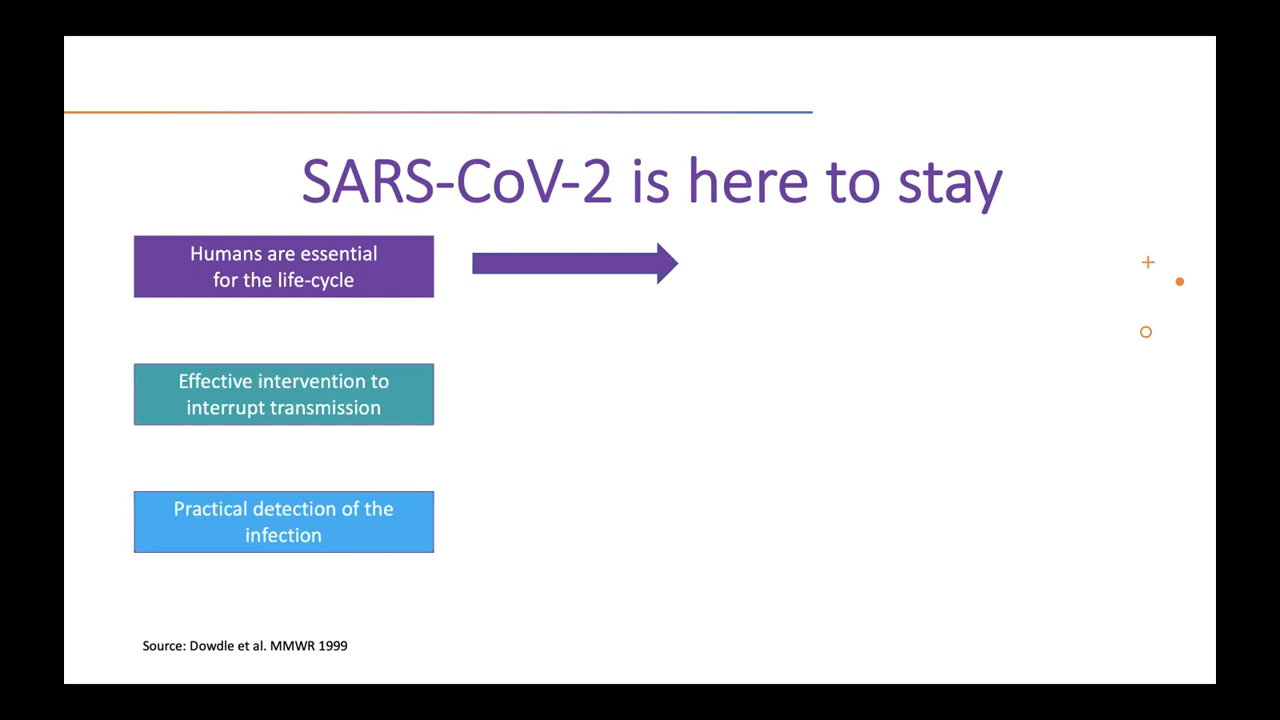 SARS-CoV-2 is here to stay
Humans are essential
for the life-cycle
Effective intervention to
interrupt transmission
Practical detection of the
infection
Source: Dowdle et al. MMWR 1999